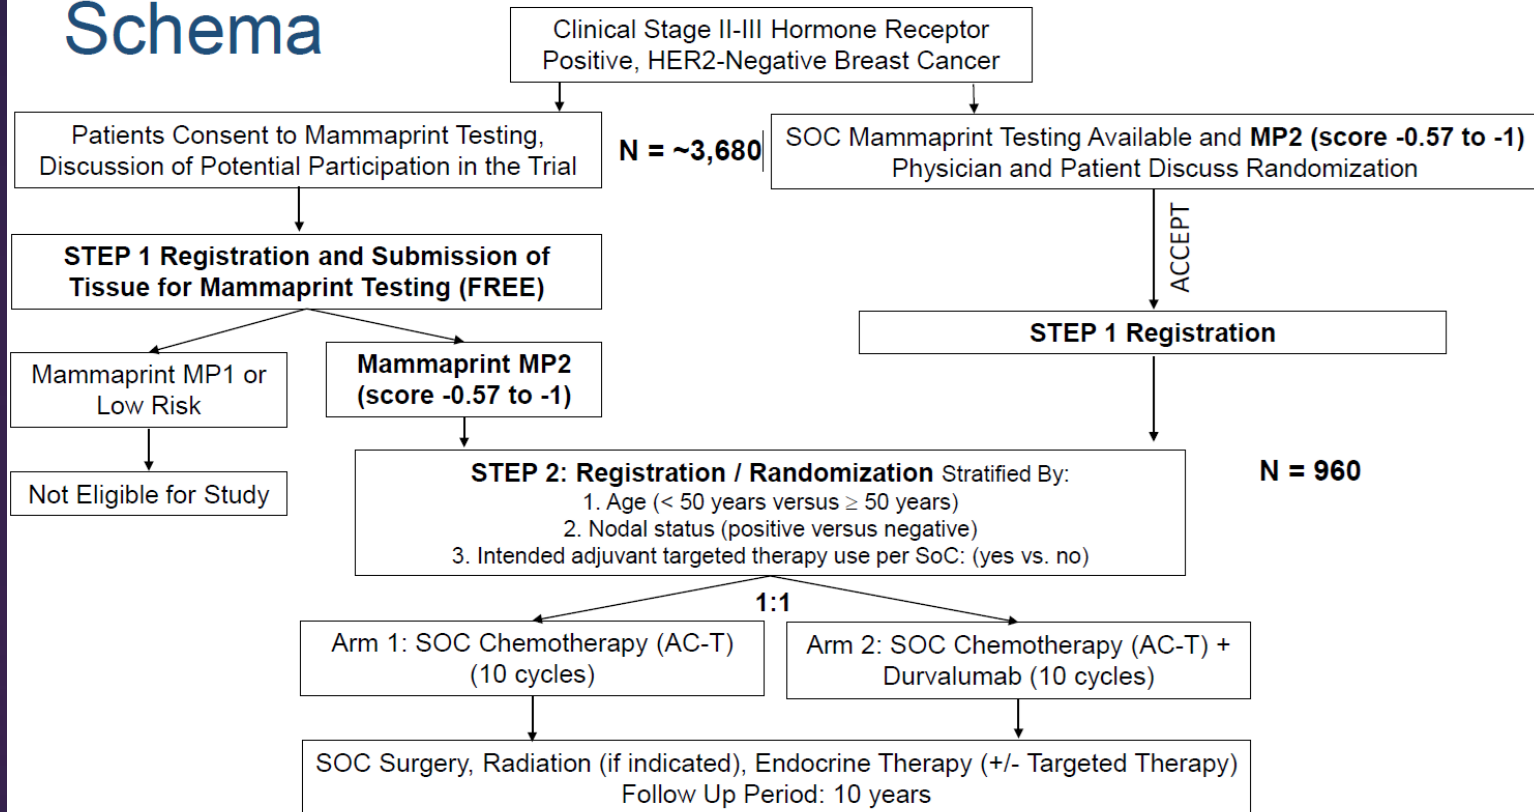 Schema
Clinical Stage II-III Hormone Receptor
Positive, HER2-Negative Breast Cancer
Patients Consent to Mammaprint Testing,
Discussion of Potential Participation in the Trial
N = ~3,680
SOC Mammaprint Testing Available and MP2 (score -0.57 to -1)
Physician and Patient Discuss Randomization
ACCEPT
STEP 1 Registration and Submission of
Tissue for Mammaprint Testing (FREE)
STEP 1 Registration
Mammaprint MP1 or
Low Risk
Mammaprint MP2
(score -0.57 to -1)
Not Eligible for Study
STEP 2: Registration / Randomization Stratified By:
1. Age (< 50 years versus ≥ 50 years)
2. Nodal status (positive versus negative)
3. Intended adjuvant targeted therapy use per SoC: (yes vs. no)
N = 960
1:1
Arm 1: SOC Chemotherapy (AC-T)
(10 cycles)
Arm 2: SOC Chemotherapy (AC-T) +
Durvalumab (10 cycles)
SOC Surgery, Radiation (if indicated), Endocrine Therapy (+/- Targeted Therapy)
Follow Up Period: 10 years